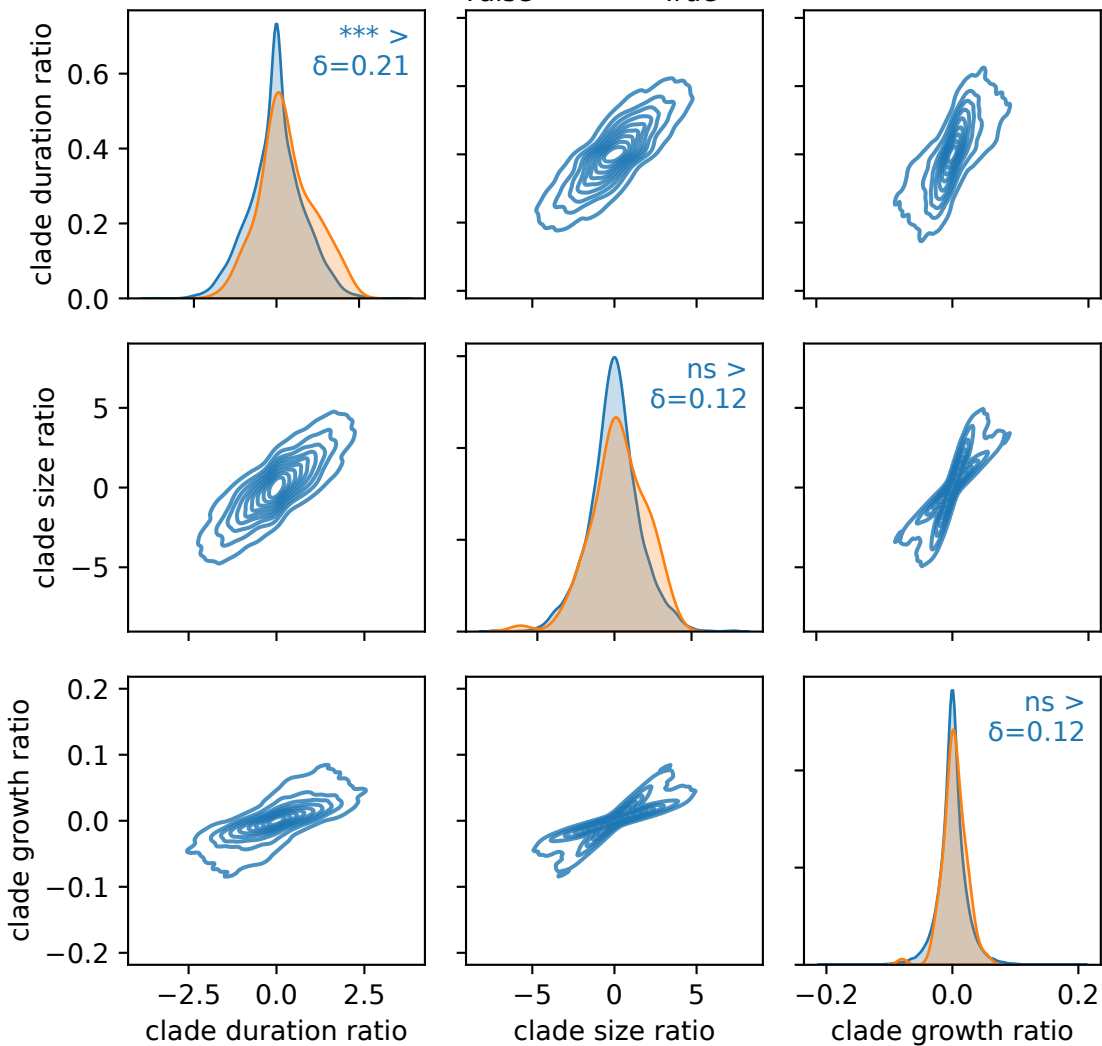 *** >
δ=0.21
clade duration ratio
0.6
0.4
0.2
0.0
ns >
δ=0.12
clade size ratio
5
0
−5
ns >
δ=0.12
clade growth ratio
0.2
0.1
0.0
−0.1
−0.2
−2.5 0.0 2.5 −5 0 5 −0.2 0.0 0.2
clade duration ratio clade size ratio clade growth ratio